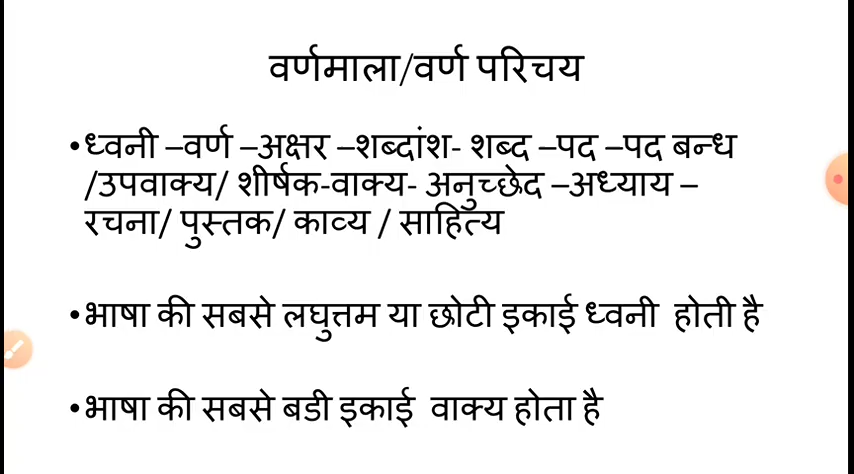 वर्णमाला/वर्ण परिचय
•ध्वनी –वर्ण –अक्षर –शब्दांश- शब्द –पद –पद बन्ध
/उपवाक्य/ शीर्षक-वाक्य- अनुच्छेद –अध्याय –
रचना/ पुस्तक/ काव्य / साहित्य
•भाषा की सबसे लघुत्तम या छोटी इकाई ध्वनी होती है
•भाषा की सबसे बडी इकाई वाक्य होता है